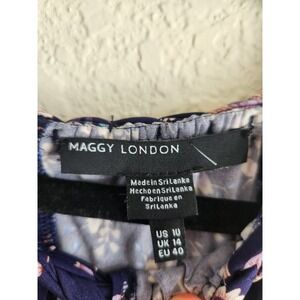 MAGGY LONDON
Made in Sri Lanka
Hecho en Sri Lanka
Fabrique en
Sri Lanka
US 10
UK 14
EU 40